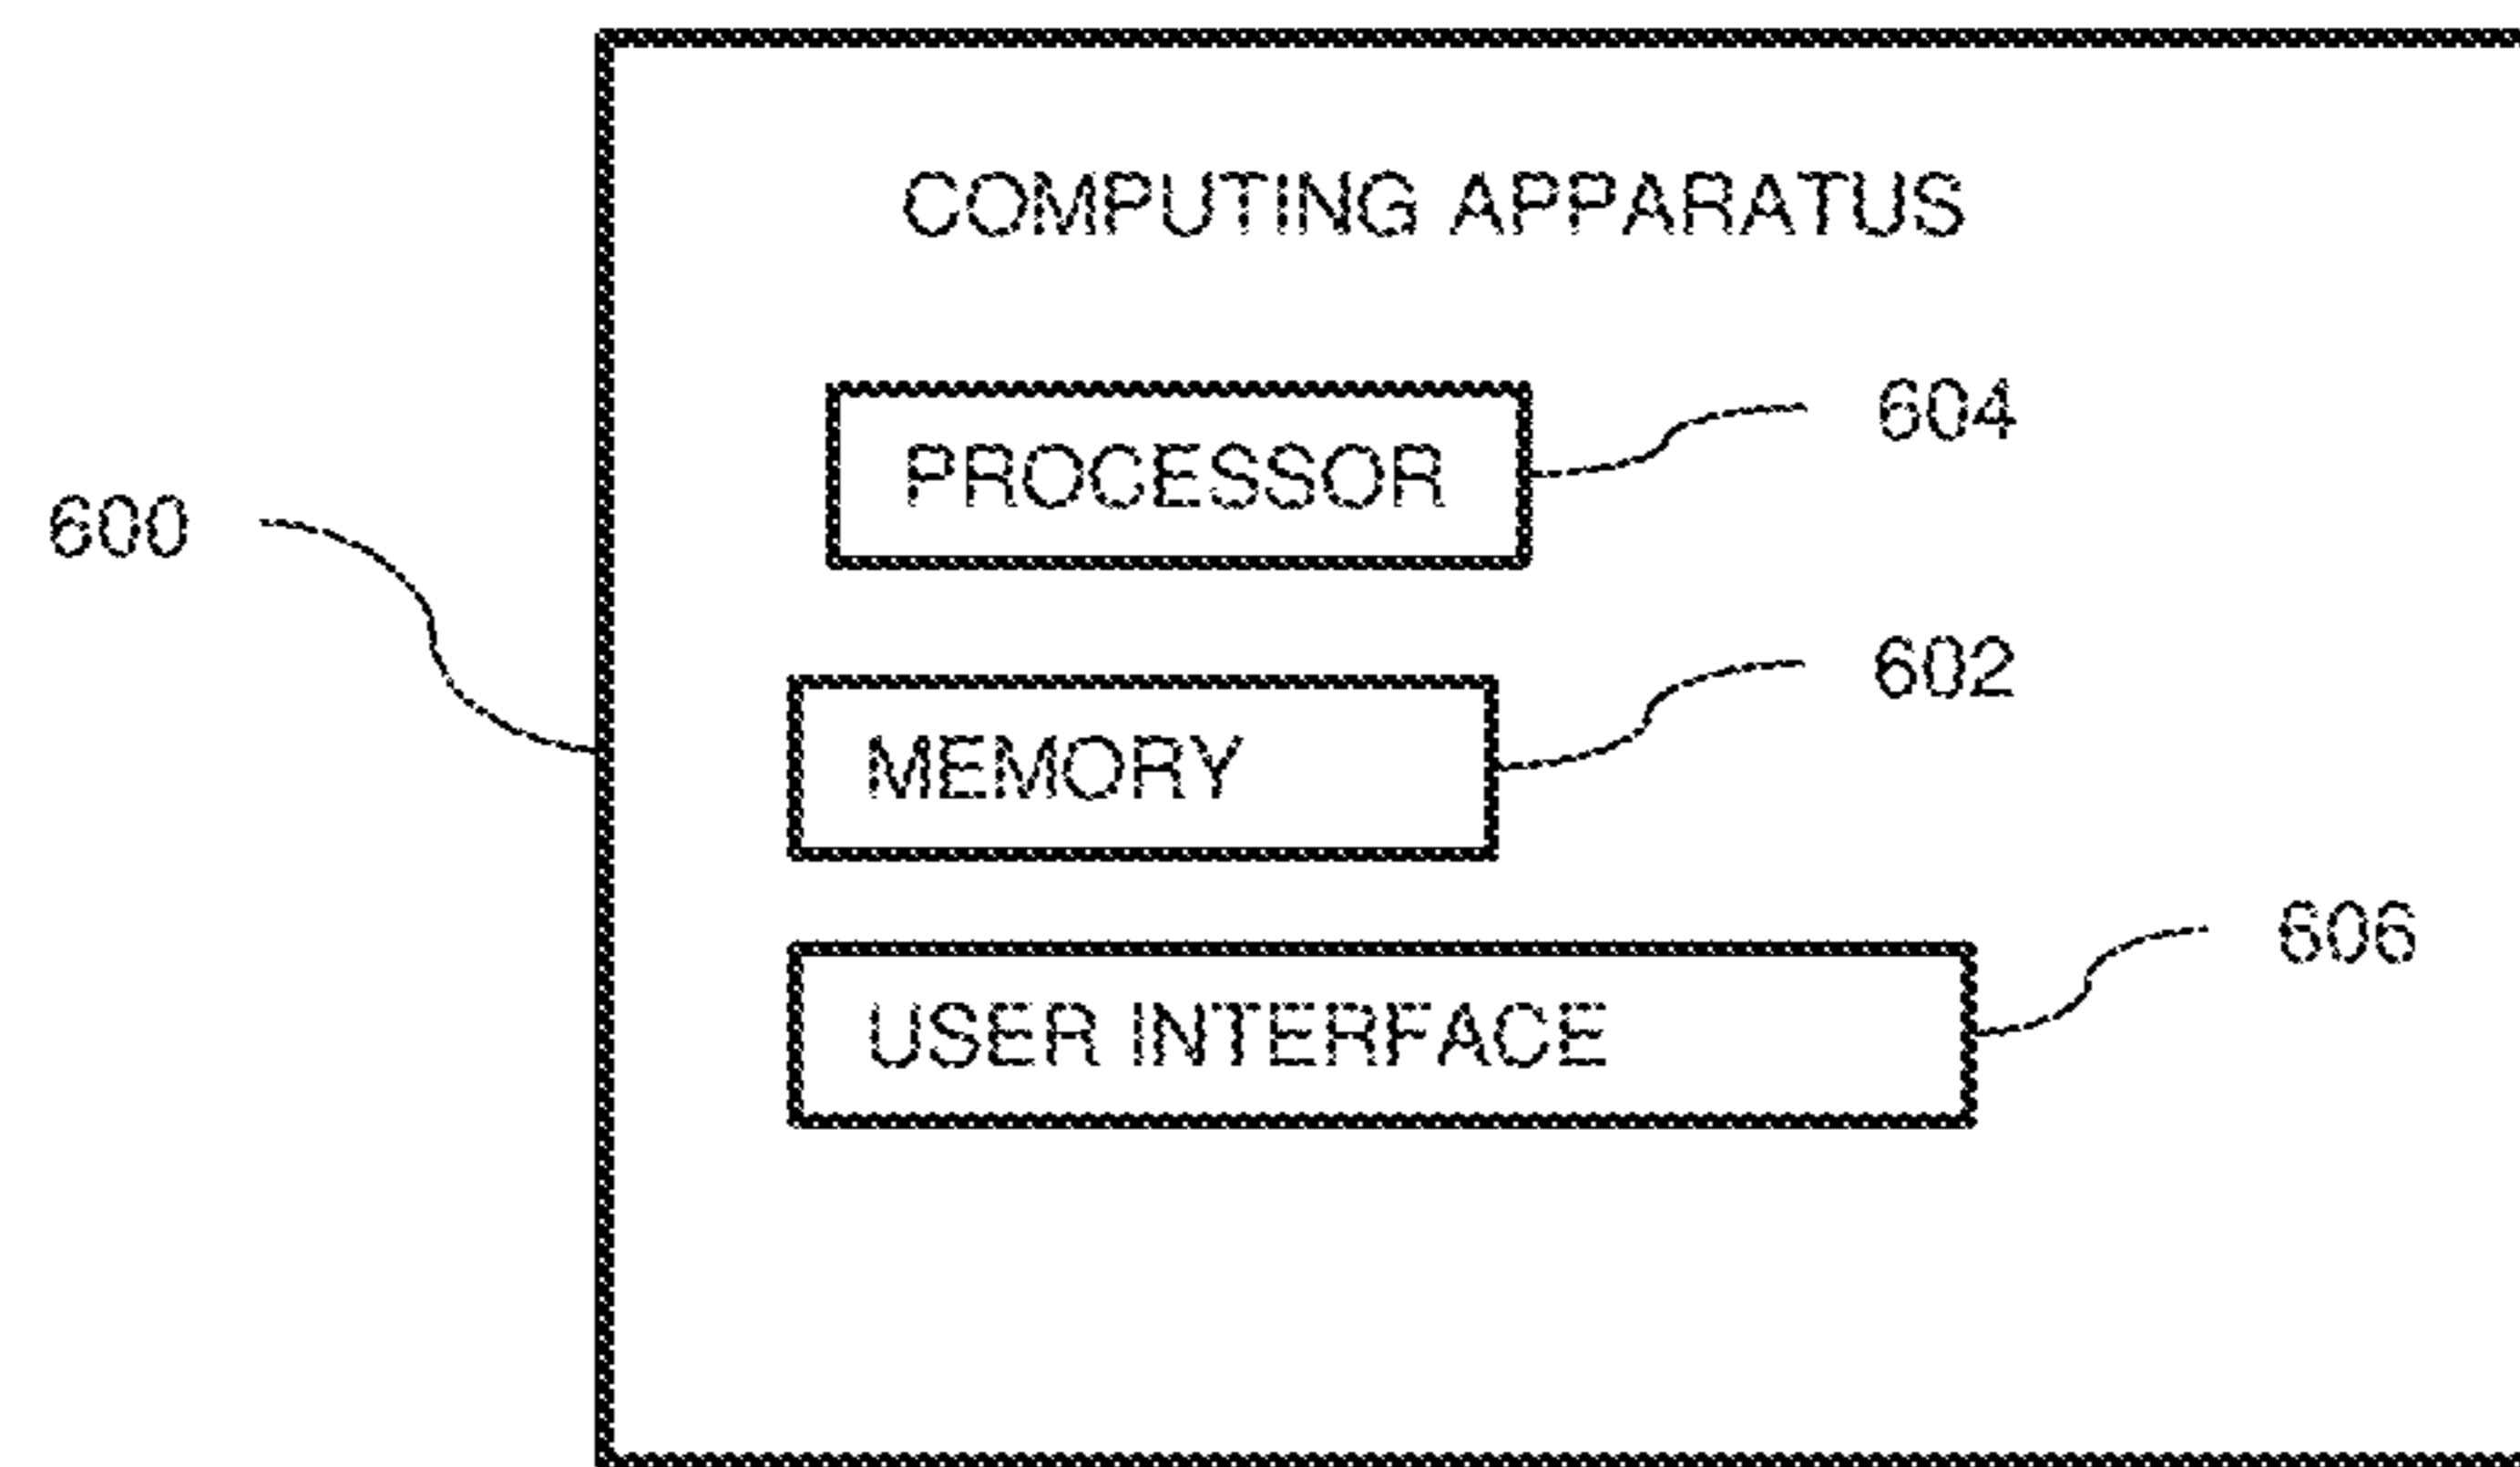 COMPUTING APPARATUS
604
PROCESSOR
600
602
MEMORY
606
USER INTERFACE